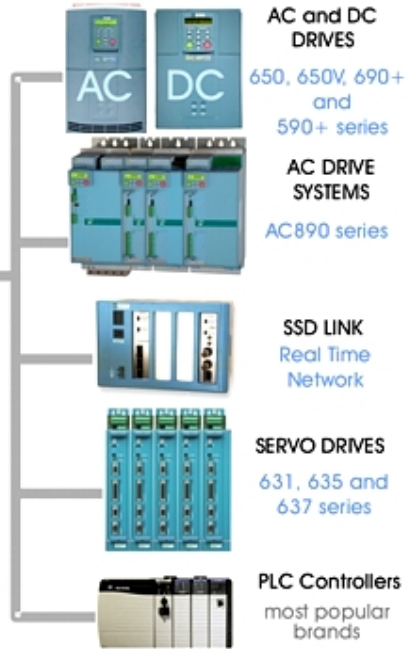 AC
DC
AC and DC
DRIVES
650, 650V, 690+
and
590+ series
AC DRIVE
SYSTEMS
AC890 series
SSD LINK
Real Time
Network
SERVO DRIVES
631, 635 and
637 series
PLC Controllers
most popular
brands